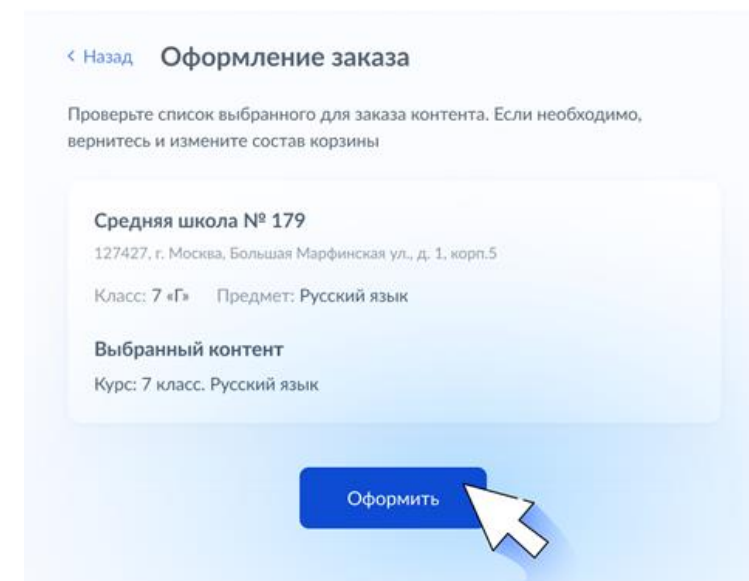 < Назад Оформление заказа
Проверьте список выбранного для заказа контента. Если необходимо,
вернитесь и измените состав корзины
Средняя школа № 179
127427, г. Москва, Большая Марфинская ул., д. 1, корп.5
Класс: 7 «Г» Предмет: Русский язык
Выбранный контент
Курс: 7 класс. Русский язык
Оформить